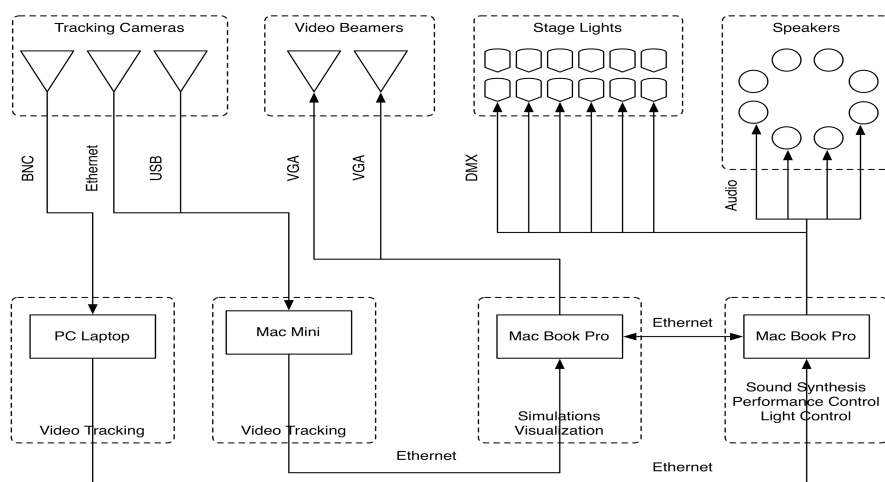 Tracking Cameras
Video Beamers
Stage Lights
Speakers
BNC
Ethernet
USB
VGA
VGA
DMX
Audio
PC Laptop
Video Tracking
Mac Mini
Video Tracking
Mac Book Pro
Simulations
Visualization
Ethernet
Mac Book Pro
Sound Synthesis
Performance Control
Light Control
Ethernet
Ethernet